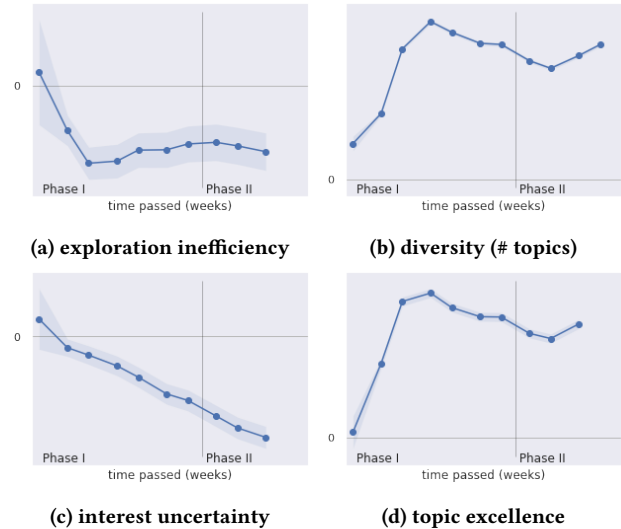 0
Phase I
Phase II
time passed (weeks)
(a) exploration inefficiency
0
Phase I
Phase II
time passed (weeks)
(b) diversity (# topics)
0
Phase I
Phase II
time passed (weeks)
(c) interest uncertainty
0
Phase I
Phase II
time passed (weeks)
(d) topic excellence